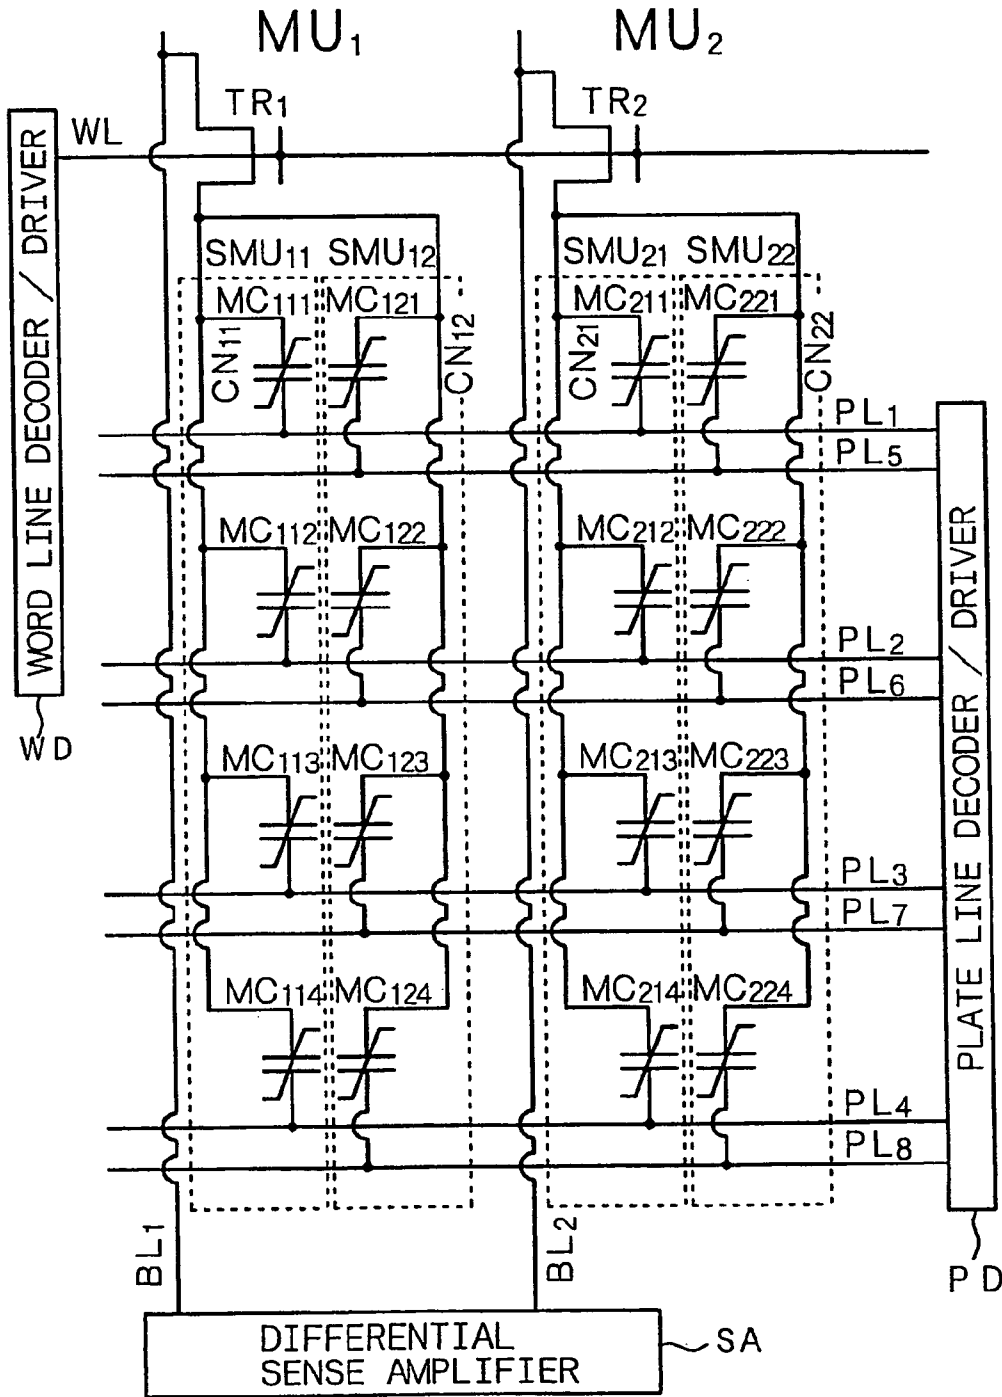 MU1 MU2
TR1 TR2
WL
WORD LINE DECODER / DRIVER
WD
SMU11 SMU12 SMU21 SMU22
MC111 MC121 MC211 MC221
CN11 CN12 CN21 CN22
PL1
PL5
MC112 MC122 MC212 MC222
PL2
PL6
MC113 MC123 MC213 MC223
PL3
PL7
MC114 MC124 MC214 MC224
PL4
PL8
PLATE LINE DECODER / DRIVER
PD
BL1 BL2
DIFFERENTIAL
SENSE AMPLIFIER
SA